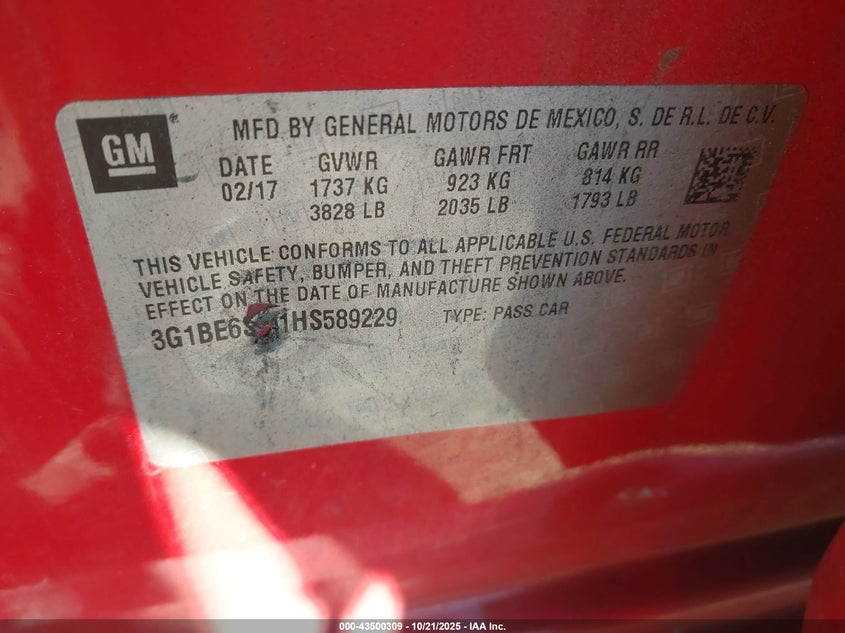 GM
MFD BY GENERAL MOTORS DE MEXICO, S. DE R.L. DE C.V.
DATE GVWR GAWR FRT GAWR RR
02/17 1737 KG 923 KG 814 KG
3828 LB 2035 LB 1793 LB
THIS VEHICLE CONFORMS TO ALL APPLICABLE U.S. FEDERAL MOTOR
VEHICLE SAFETY, BUMPER, AND THEFT PREVENTION STANDARDS IN
EFFECT ON THE DATE OF MANUFACTURE SHOWN ABOVE.
3G1BE6 1HS589229 TYPE: PASS CAR
000-43500309 - 10/21/2025 - IAA Inc.